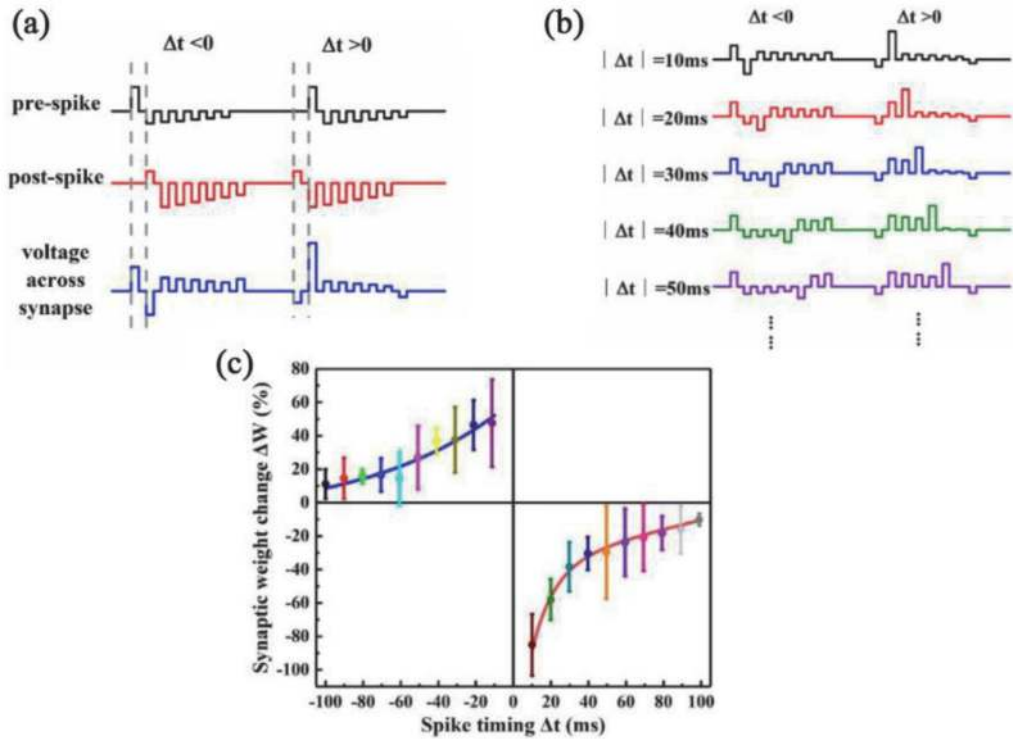 (a)
Δt <0 Δt >0
pre-spike
post-spike
voltage
across
synapse
(b)
Δt <0 Δt >0
| Δt | =10ms
| Δt | =20ms
| Δt | =30ms
| Δt | =40ms
| Δt | =50ms
(c)
Synaptic weight change ΔW (%)
80
60
40
20
0
-20
-40
-60
-80
-100
-100 -80 -60 -40 -20 0 20 40 60 80 100
Spike timing Δt (ms)